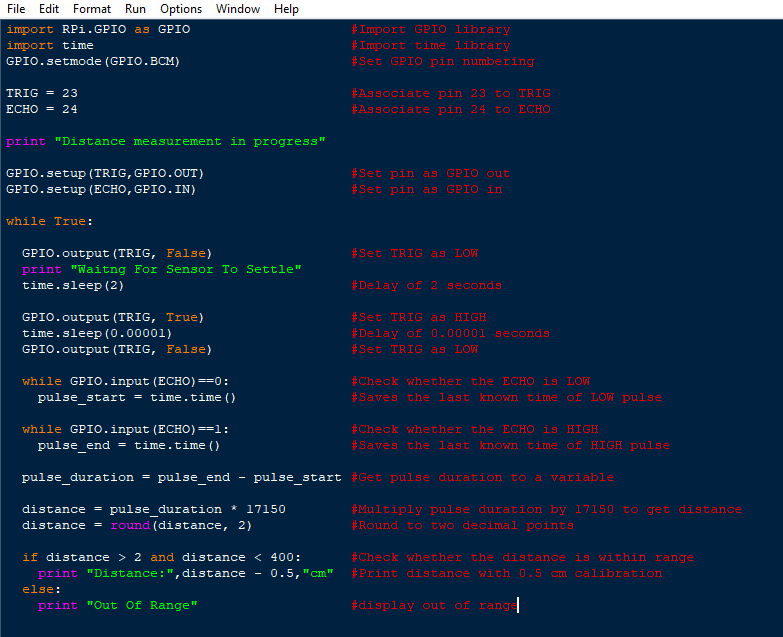 File Edit Format Run Options Window Help
import RPi.GPIO as GPIO #Import GPIO library
import time #Import time library
GPIO.setmode(GPIO.BCM) #Set GPIO pin numbering
TRIG = 23 #Associate pin 23 to TRIG
ECHO = 24 #Associate pin 24 to ECHO
print "Distance measurement in progress"
GPIO.setup(TRIG,GPIO.OUT) #Set pin as GPIO out
GPIO.setup(ECHO,GPIO.IN) #Set pin as GPIO in
while True:
GPIO.output(TRIG, False) #Set TRIG as LOW
print "Waitng For Sensor To Settle"
time.sleep(2) #Delay of 2 seconds
GPIO.output(TRIG, True) #Set TRIG as HIGH
time.sleep(0.00001) #Delay of 0.00001 seconds
GPIO.output(TRIG, False) #Set TRIG as LOW
while GPIO.input(ECHO)==0: #Check whether the ECHO is LOW
pulse_start = time.time() #Saves the last known time of LOW pulse
while GPIO.input(ECHO)==1: #Check whether the ECHO is HIGH
pulse_end = time.time() #Saves the last known time of HIGH pulse
pulse_duration = pulse_end - pulse_start #Get pulse duration to a variable
distance = pulse_duration * 17150 #Multiply pulse duration by 17150 to get distance
distance = round(distance, 2) #Round to two decimal points
if distance > 2 and distance < 400: #Check whether the distance is within range
print "Distance:",distance - 0.5,"cm" #Print distance with 0.5 cm calibration
else:
print "Out Of Range" #display out of range